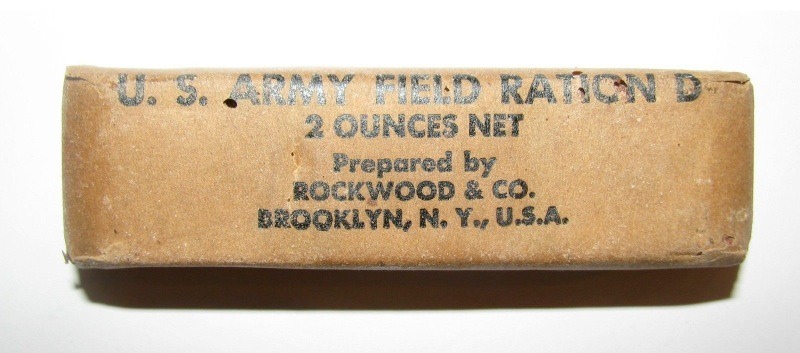 U. S. ARMY FIELD RATION D
2 OUNCES NET
Prepared by
ROCKWOOD & CO.
BROOKLYN, N. Y., U.S.A.